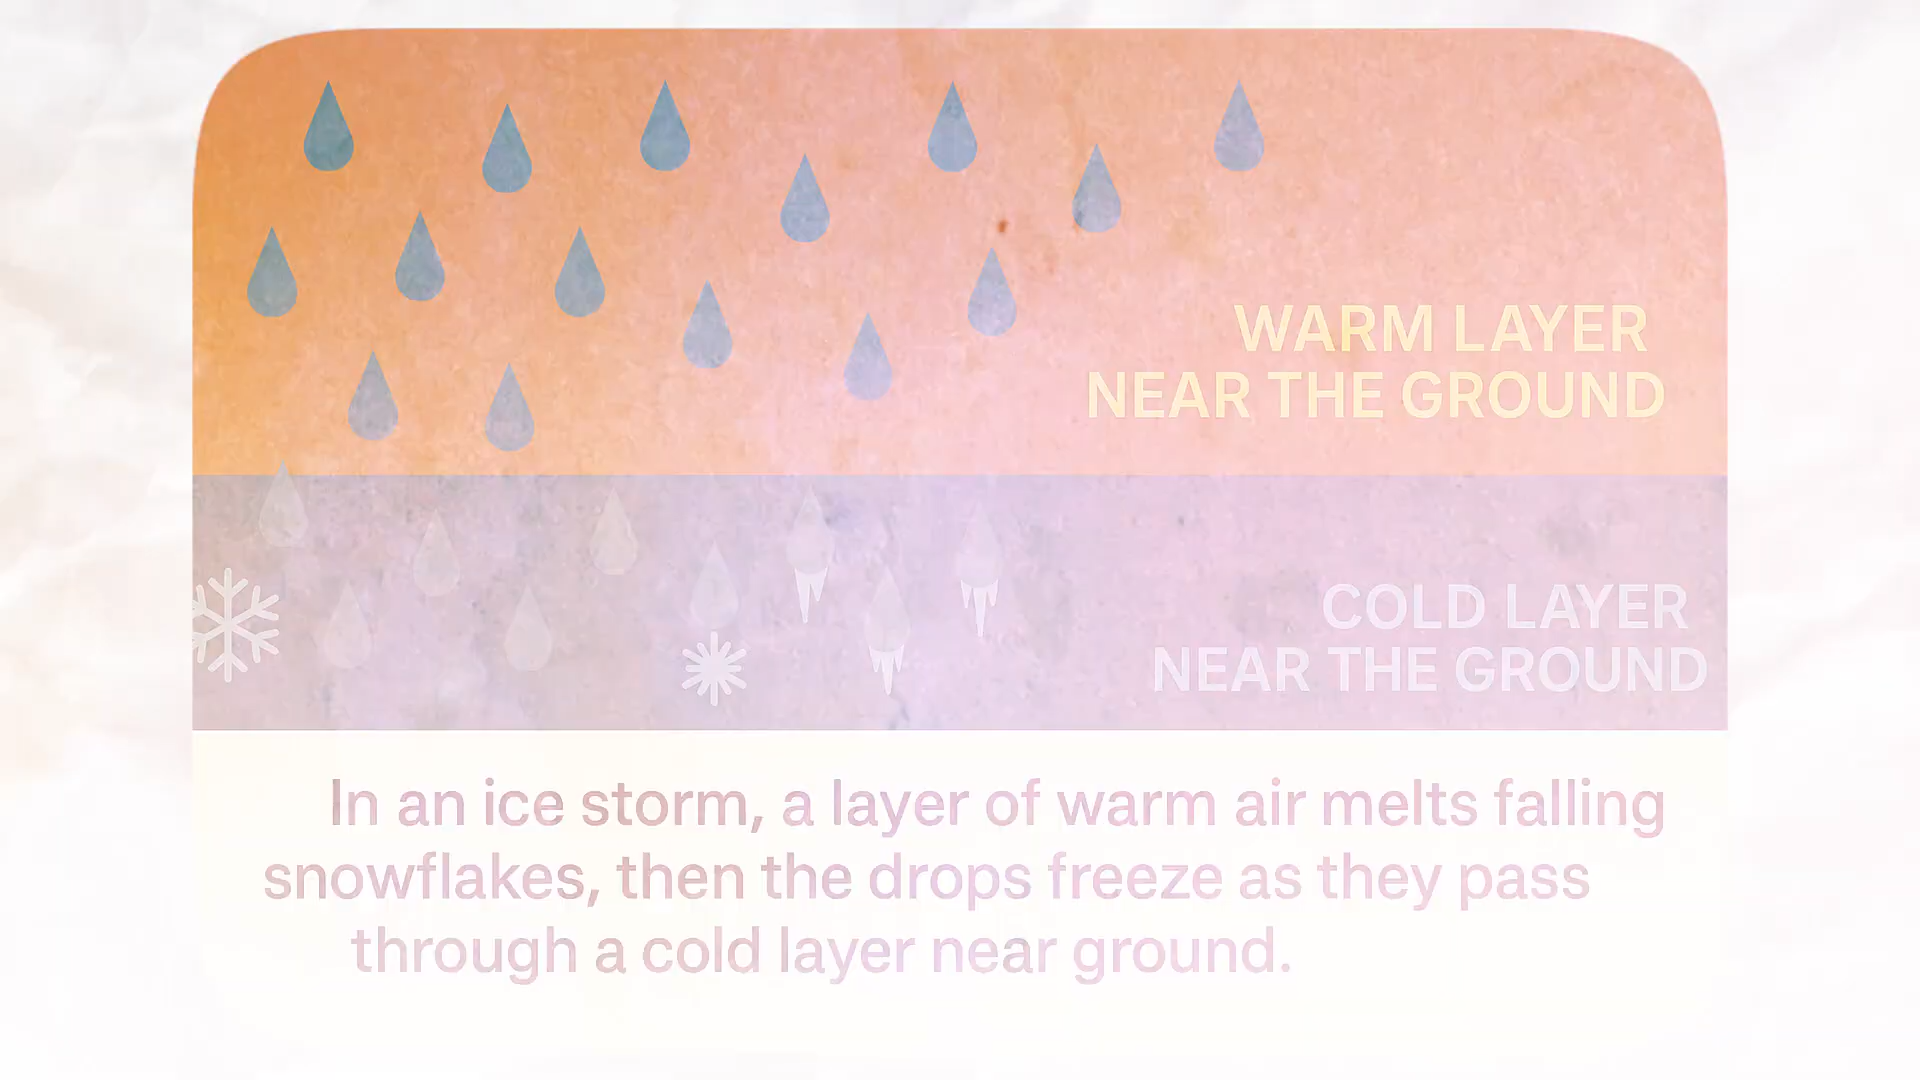 WARM LAYER
NEAR THE GROUND
COLD LAYER
NEAR THE GROUND
In an ice storm, a layer of warm air melts falling
snowflakes, then the drops freeze as they pass
through a cold layer near ground.